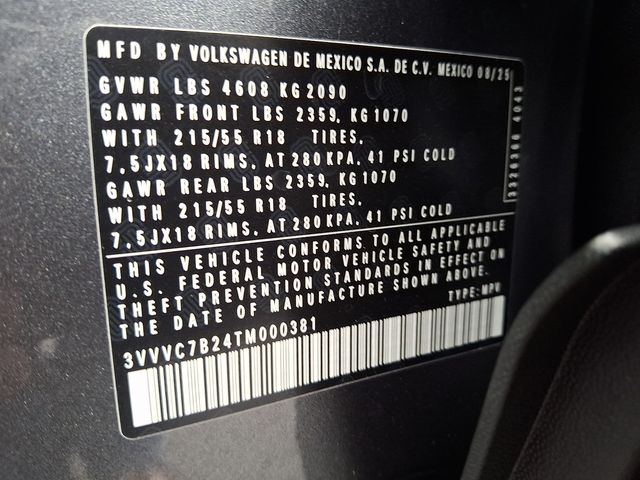 MFD BY VOLKSWAGEN DE MEXICO S.A. DE C.V. MEXICO 08/25
GVWR LBS 4608 KG 2090
GAWR FRONT LBS 2359, KG 1070
WITH 215/55 R18 TIRES,
7,5JX18 RIMS, AT 280 KPA, 41 PSI COLD
GAWR REAR LBS 2359, KG 1070
WITH 215/55 R18 TIRES,
7,5JX18 RIMS, AT 280 KPA, 41 PSI COLD
3326366 4043
THIS VEHICLE CONFORMS TO ALL APPLICABLE
U.S. FEDERAL MOTOR VEHICLE SAFETY AND
THEFT PREVENTION STANDARDS IN EFFECT ON
THE DATE OF MANUFACTURE SHOWN ABOVE.
TYPE: MPV
3VVVC7B24TM000381